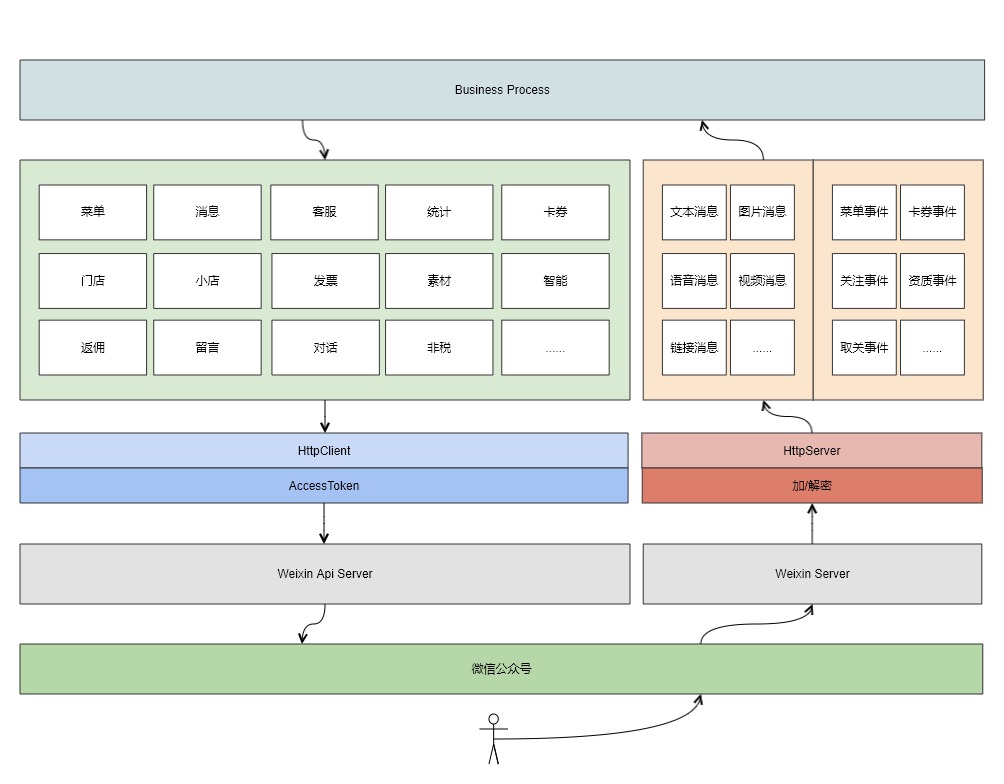 Business Process
菜单
消息
客服
统计
卡券
门店
小店
发票
素材
智能
返佣
留言
对话
非税
......
文本消息
图片消息
语音消息
视频消息
链接消息
......
菜单事件
卡券事件
关注事件
资质事件
取关事件
......
HttpClient
AccessToken
HttpServer
加/解密
Weixin Api Server
Weixin Server
微信公众号